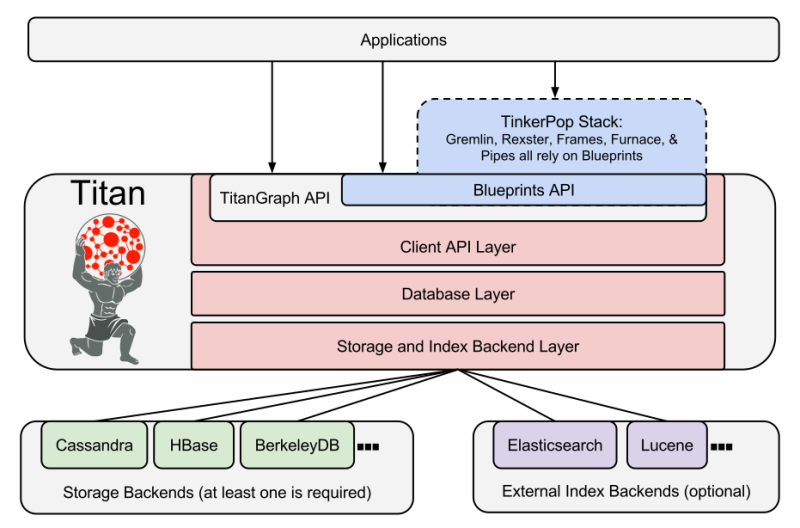 Applications
TinkerPop Stack:
Gremlin, Rexster, Frames, Furnace, &
Pipes all rely on Blueprints
Titan
TitanGraph API
Blueprints API
Client API Layer
Database Layer
Storage and Index Backend Layer
Cassandra
HBase
BerkeleyDB
Storage Backends (at least one is required)
Elasticsearch
Lucene
External Index Backends (optional)